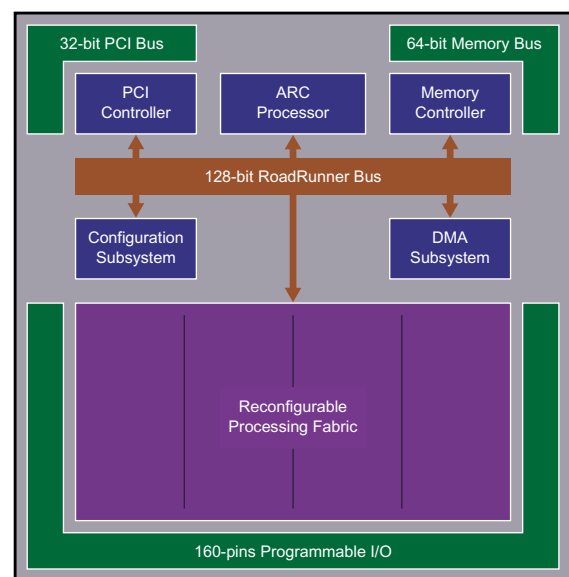 32-bit PCI Bus
64-bit Memory Bus
PCI
Controller
ARC
Processor
Memory
Controller
128-bit RoadRunner Bus
Configuration
Subsystem
DMA
Subsystem
Reconfigurable
Processing Fabric
160-pins Programmable I/O